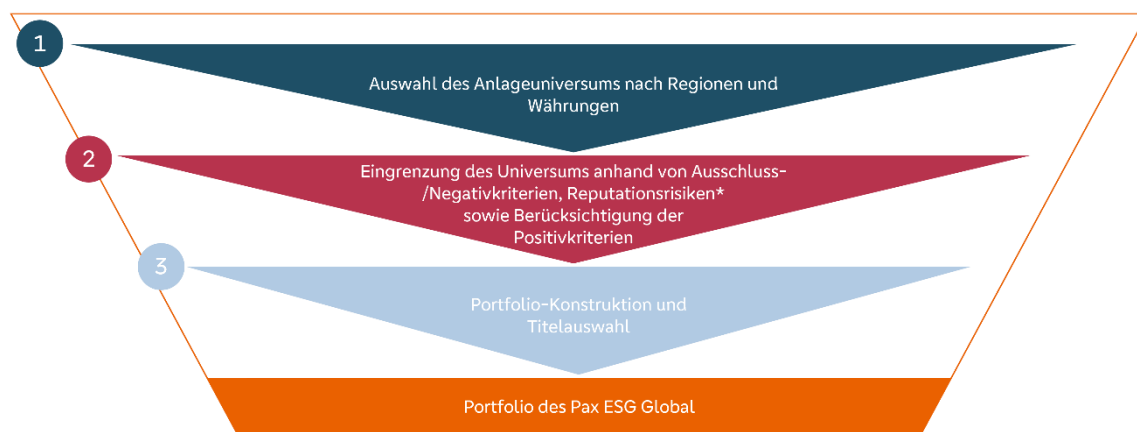 1
Auswahl des Anlageuniversums nach Regionen und
Währungen
2
Eingrenzung des Universums anhand von Ausschluss-
/Negativkriterien, Reputationsrisiken*
sowie Berücksichtigung der
Positivkriterien
3
Portfolio-Konstruktion und
Titelauswahl
Portfolio des Pax ESG Global